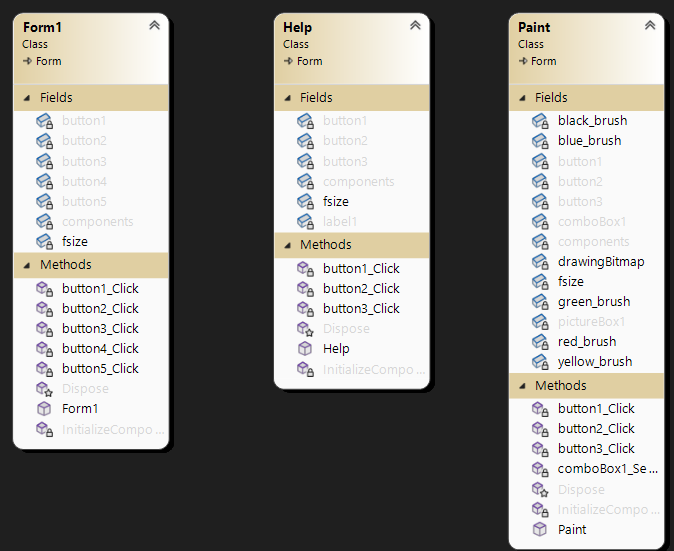 Form1
Class
Form
Fields
button1
button2
button3
button4
button5
components
fsize
Methods
button1_Click
button2_Click
button3_Click
button4_Click
button5_Click
Dispose
Form1
InitializeCompo ...
Help
Class
Form
Fields
button1
button2
button3
components
fsize
label1
Methods
button1_Click
button2_Click
button3_Click
Dispose
Help
InitializeCompo ...
Paint
Class
Form
Fields
black_brush
blue_brush
button1
button2
button3
comboBox1
components
drawingBitmap
fsize
green_brush
pictureBox1
red_brush
yellow_brush
Methods
button1_Click
button2_Click
button3_Click
comboBox1_Se ...
Dispose
InitializeCompo ...
Paint